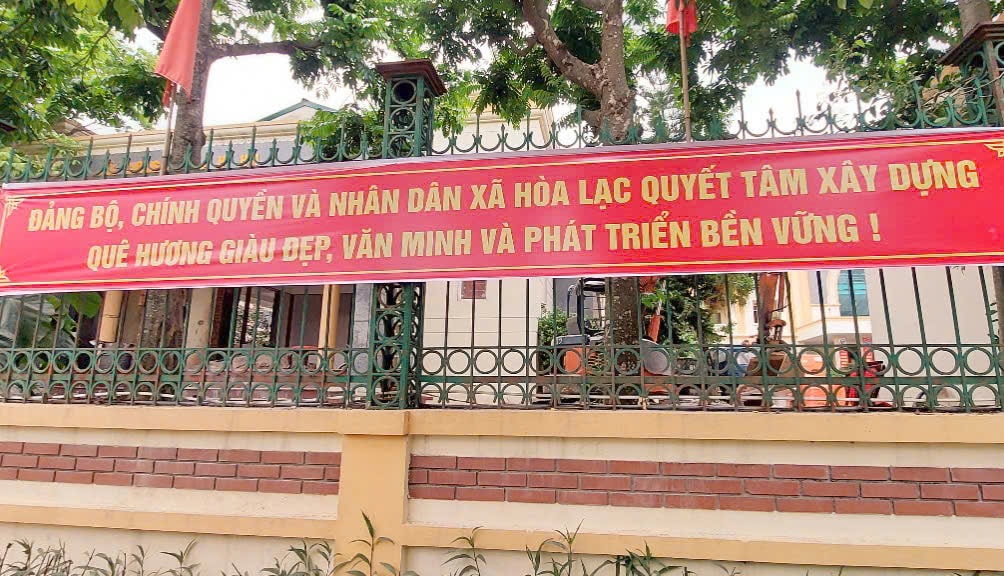 ĐẢNG BỘ, CHÍNH QUYỀN VÀ NHÂN DÂN XÃ HÒA LẠC QUYẾT TÂM XÂY DỰNG
QUÊ HƯƠNG GIÀU ĐẸP, VĂN MINH VÀ PHÁT TRIỂN BỀN VỮNG !